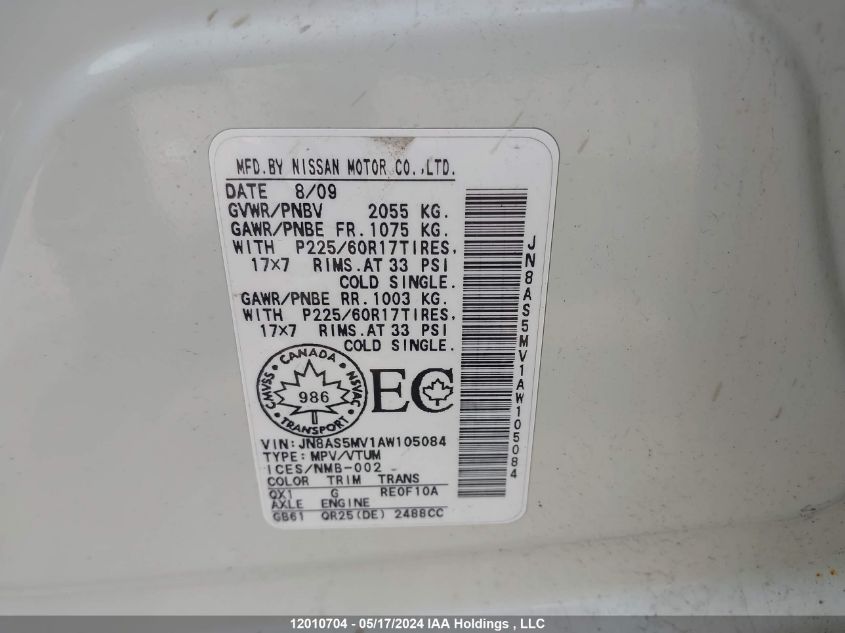 MFD.BY NISSAN MOTOR CO.,LTD.
DATE 8/09
GVWR/PNBV 2055 KG.
GAWR/PNBE FR. 1075 KG.
WITH P225/60R17TIRES,
17×7 RIMS.AT 33 PSI
COLD SINGLE.
GAWR/PNBE RR. 1003 KG.
WITH P225/60R17TIRES,
17×7 RIMS.AT 33 PSI
COLD SINGLE.
CANADA
CMVSS
NSVAC
986
TRANSPORT
EC
VIN:JN8AS5MV1AW105084
TYPE: MPV/VTUM
ICES/NMB-002
COLOR TRIM TRANS
QX1 G RE0F10A
AXLE ENGINE
GB61 QR25(DE) 2488CC
JN8AS5MV1AW105084
12010704 - 05/17/2024 IAA Holdings , LLC